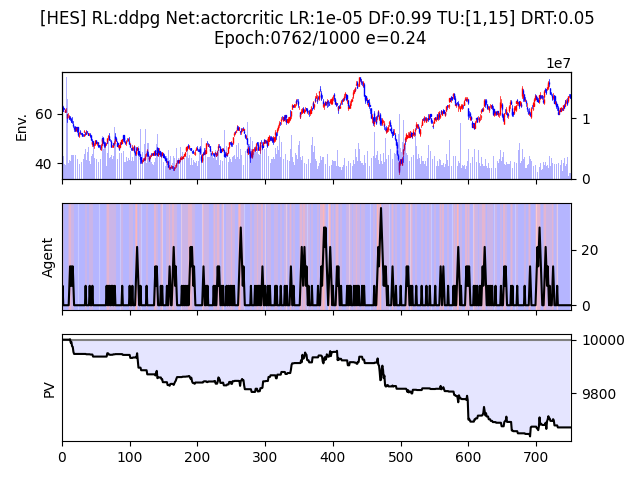 [HES] RL:ddpg Net:actorcritic LR:1e-05 DF:0.99 TU:[1,15] DRT:0.05
Epoch:0762/1000 e=0.24
1e7
Env.
60
40
1
0
Agent
20
0
PV
10000
9800
0 100 200 300 400 500 600 700